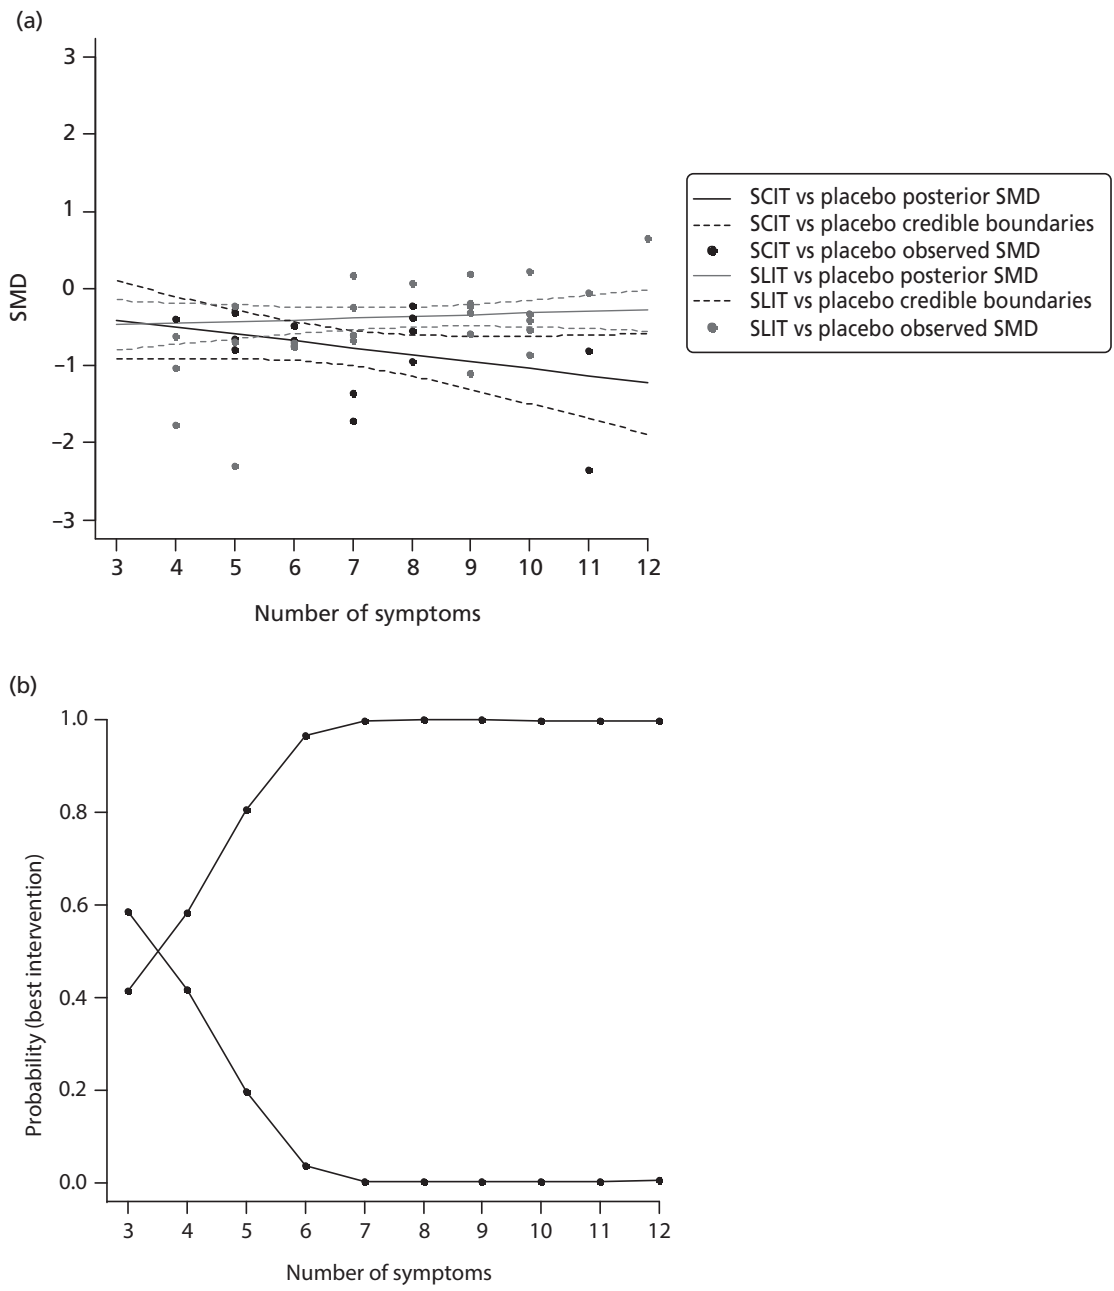 (a)
3
2
1
0
–1
–2
–3
SMD
3 4 5 6 7 8 9 10 11 12
Number of symptoms
SCIT vs placebo posterior SMD
SCIT vs placebo credible boundaries
SCIT vs placebo observed SMD
SLIT vs placebo posterior SMD
SLIT vs placebo credible boundaries
SLIT vs placebo observed SMD
(b)
1.0
0.8
0.6
0.4
0.2
0.0
Probability (best intervention)
3 4 5 6 7 8 9 10 11 12
Number of symptoms